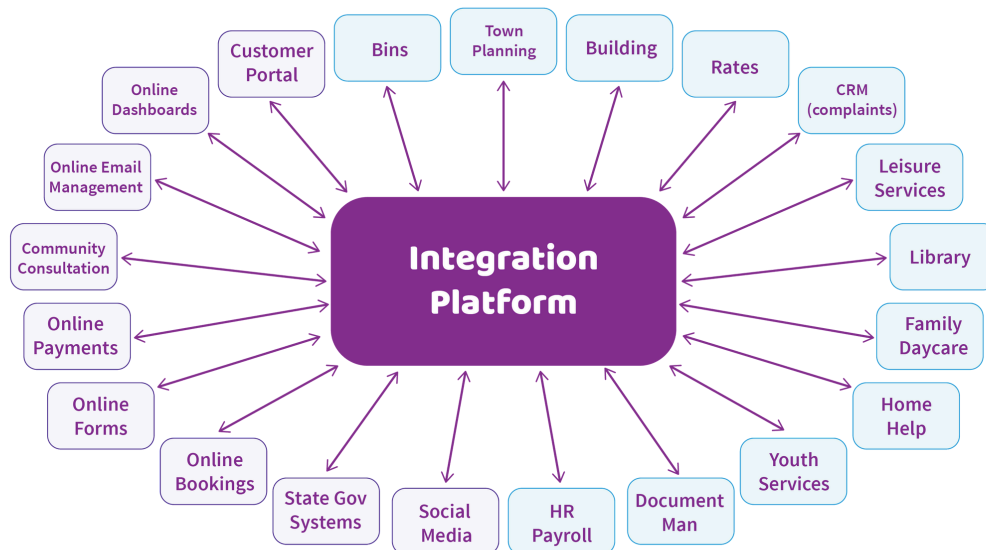 Customer
Portal
Bins
Town
Planning
Building
Rates
CRM
(complaints)
Online
Dashboards
Online Email
Management
Leisure
Services
Community
Consultation
Integration
Platform
Library
Online
Payments
Family
Daycare
Online
Forms
Home
Help
Online
Bookings
Youth
Services
State Gov
Systems
Social
Media
HR
Payroll
Document
Man